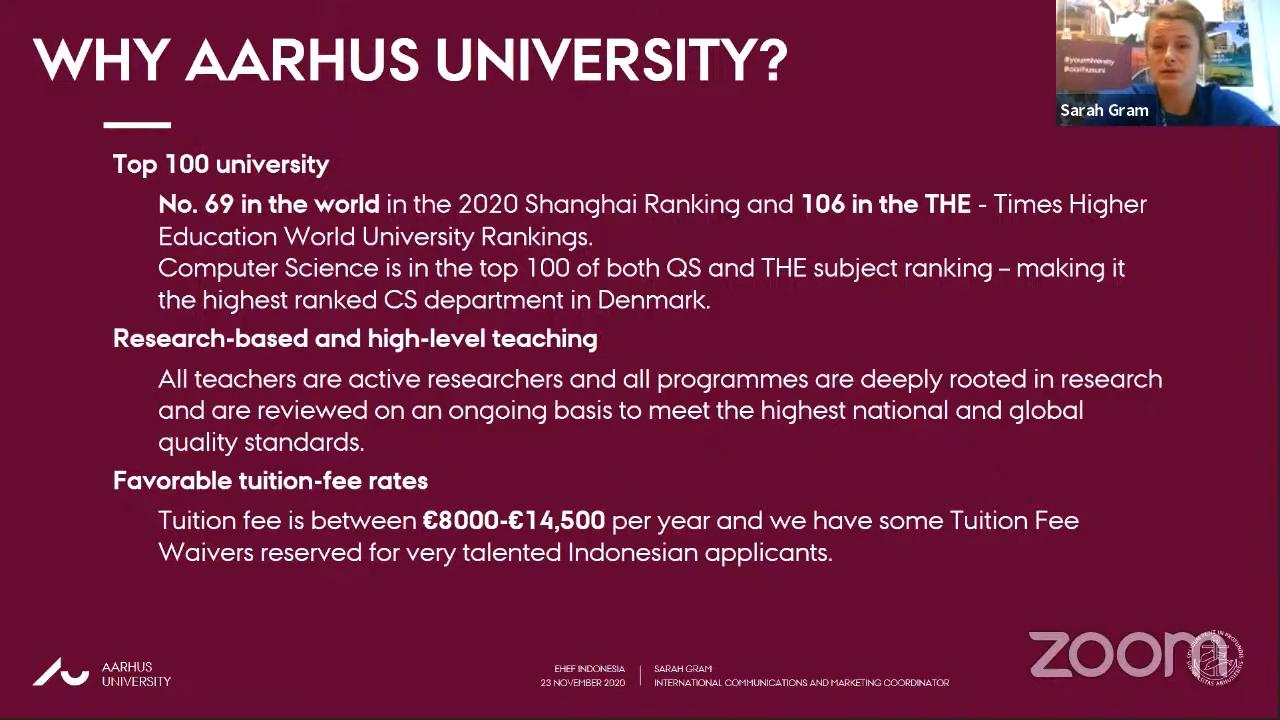 WHY AARHUS UNIVERSITY?
#yourniversity
#aarhusuni
Sarah Gram
Top 100 university
No. 69 in the world in the 2020 Shanghai Ranking and 106 in the THE - Times Higher
Education World University Rankings.
Computer Science is in the top 100 of both QS and THE subject ranking – making it
the highest ranked CS department in Denmark.
Research-based and high-level teaching
All teachers are active researchers and all programmes are deeply rooted in research
and are reviewed on an ongoing basis to meet the highest national and global
quality standards.
Favorable tuition-fee rates
Tuition fee is between €8000-€14,500 per year and we have some Tuition Fee
Waivers reserved for very talented Indonesian applicants.
AARHUS
UNIVERSITY
EHEF INDONESIA
23 NOVEMBER 2020
SARAH GRAM
INTERNATIONAL COMMUNICATIONS AND MARKETING COORDINATOR
zoom